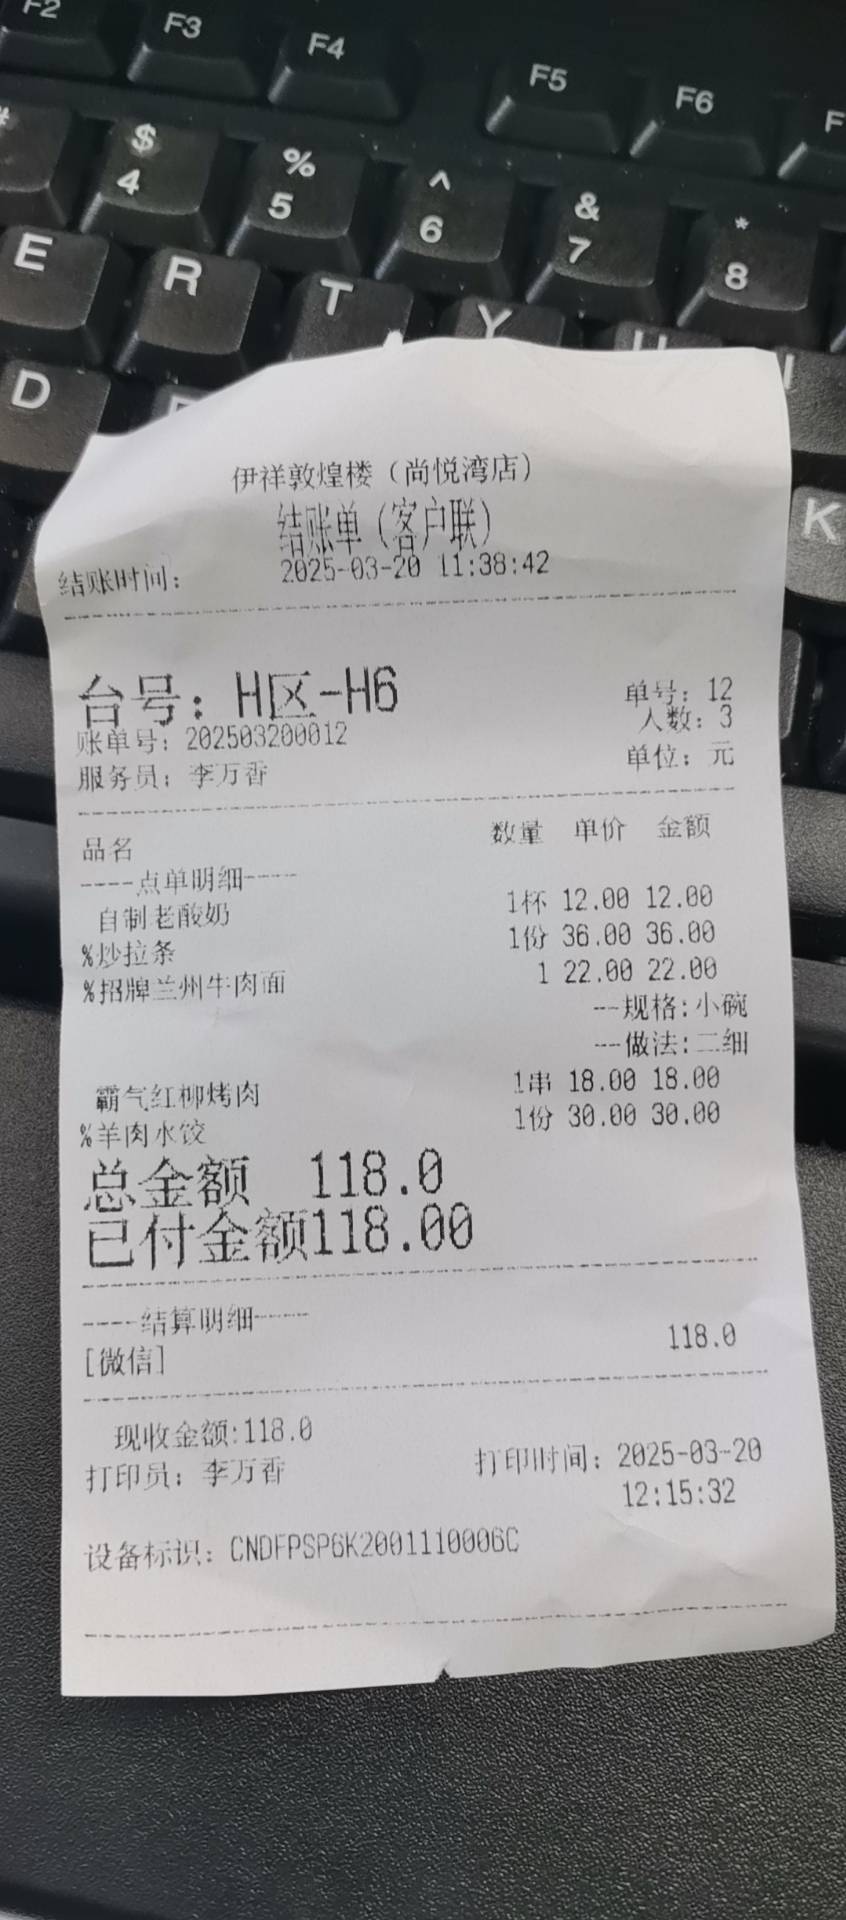 F2 F3 F4 F5 F6 F
# $ 4 % 5 ^ 6 & 7 * 8
E R T Y U I
D K
伊祥敦煌楼（尚悦湾店）
结账单（客户联）
结账时间： 2025-03-20 11:38:42
台号：H区-H6 单号：12
人数：3
账单号：202503200012
服务员：李万香 单位：元
品名 数量 单价 金额
----点单明细----
自制老酸奶 1杯 12.00 12.00
%炒拉条 1份 36.00 36.00
%招牌兰州牛肉面 1 22.00 22.00
--规格:小碗
--做法:二细
霸气红柳烤肉 1串 18.00 18.00
%羊肉水饺 1份 30.00 30.00
总金额 118.0
已付金额118.00
----结算明细----
[微信] 118.0
现收金额:118.0
打印员：李万香 打印时间：2025-03-20
12:15:32
设备标识：CNDFPSP6K2001110006C